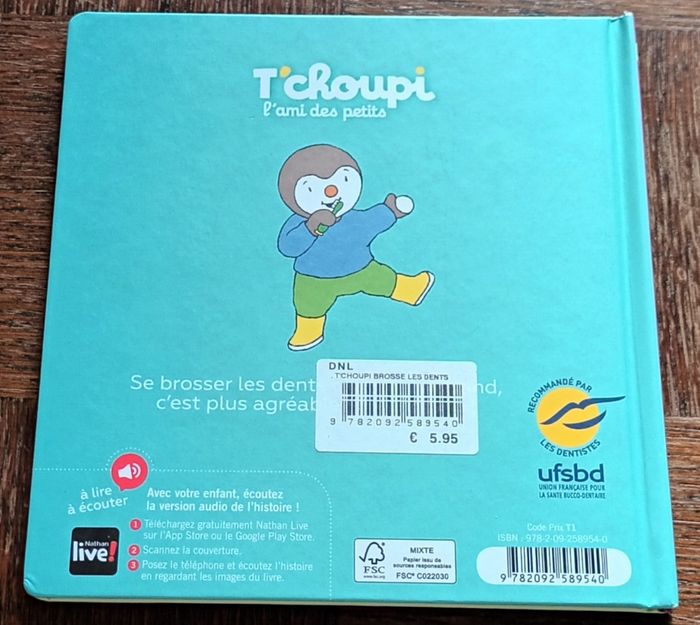 T'choupi
l'ami des petits
Se brosser les dent
nd,
c'est plus agréab
DNL
. T'CHOUPI BROSSE LES DENTS
9 782092 589540
€ 5.95
RECOMMANDÉ PAR
LES DENTISTES
ufsbd
UNION FRANÇAISE POUR
LA SANTÉ BUCCO-DENTAIRE
à lire
à écouter
Avec votre enfant, écoutez
la version audio de l'histoire !
1 Téléchargez gratuitement Nathan Live
sur l'App Store ou le Google Play Store.
2 Scannez la couverture.
3 Posez le téléphone et écoutez l'histoire
en regardant les images du livre.
Nathan
live!
FSC
www.fsc.org
MIXTE
Papier issu de
sources responsables
FSC® C022030
Code Prix T1
ISBN : 978-2-09-258954-0
9 782092 589540